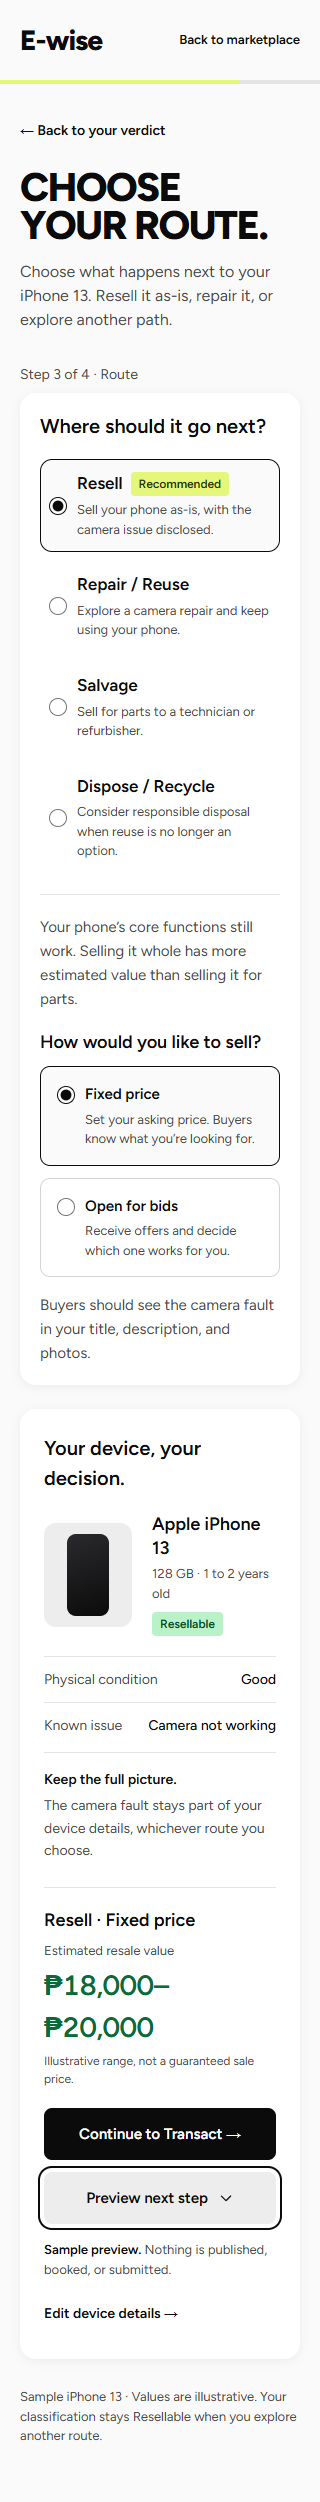 E-wise
Back to marketplace
← Back to your verdict
CHOOSE
YOUR ROUTE.
Choose what happens next to your
iPhone 13. Resell it as-is, repair it, or
explore another path.
Step 3 of 4 · Route
Where should it go next?
Resell Recommended
Sell your phone as-is, with the
camera issue disclosed.
Repair / Reuse
Explore a camera repair and keep
using your phone.
Salvage
Sell for parts to a technician or
refurbisher.
Dispose / Recycle
Consider responsible disposal
when reuse is no longer an
option.
Your phone’s core functions still
work. Selling it whole has more
estimated value than selling it for
parts.
How would you like to sell?
Fixed price
Set your asking price. Buyers
know what you’re looking for.
Open for bids
Receive offers and decide
which one works for you.
Buyers should see the camera fault
in your title, description, and
photos.
Your device, your
decision.
Apple iPhone
13
128 GB · 1 to 2 years
old
Resellable
Physical condition Good
Known issue Camera not working
Keep the full picture.
The camera fault stays part of your
device details, whichever route you
choose.
Resell · Fixed price
Estimated resale value
₱18,000–
₱20,000
Illustrative range, not a guaranteed sale
price.
Continue to Transact →
Preview next step
Sample preview. Nothing is published,
booked, or submitted.
Edit device details →
Sample iPhone 13 · Values are illustrative. Your
classification stays Resellable when you explore
another route.